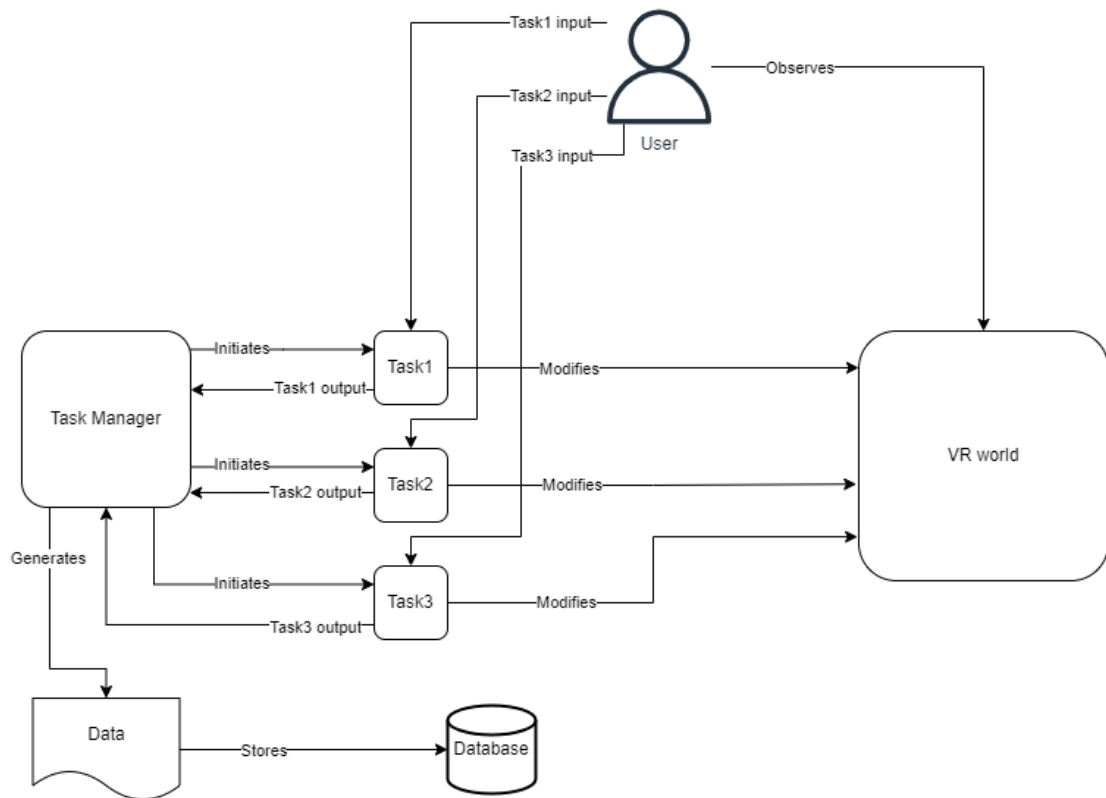 Task1 input
Observes
Task2 input
User
Task3 input
Initiates
Task1
Modifies
Task1 output
Task Manager
VR world
Initiates
Task2
Modifies
Task2 output
Generates
Initiates
Task3
Modifies
Task3 output
Data
Stores
Database